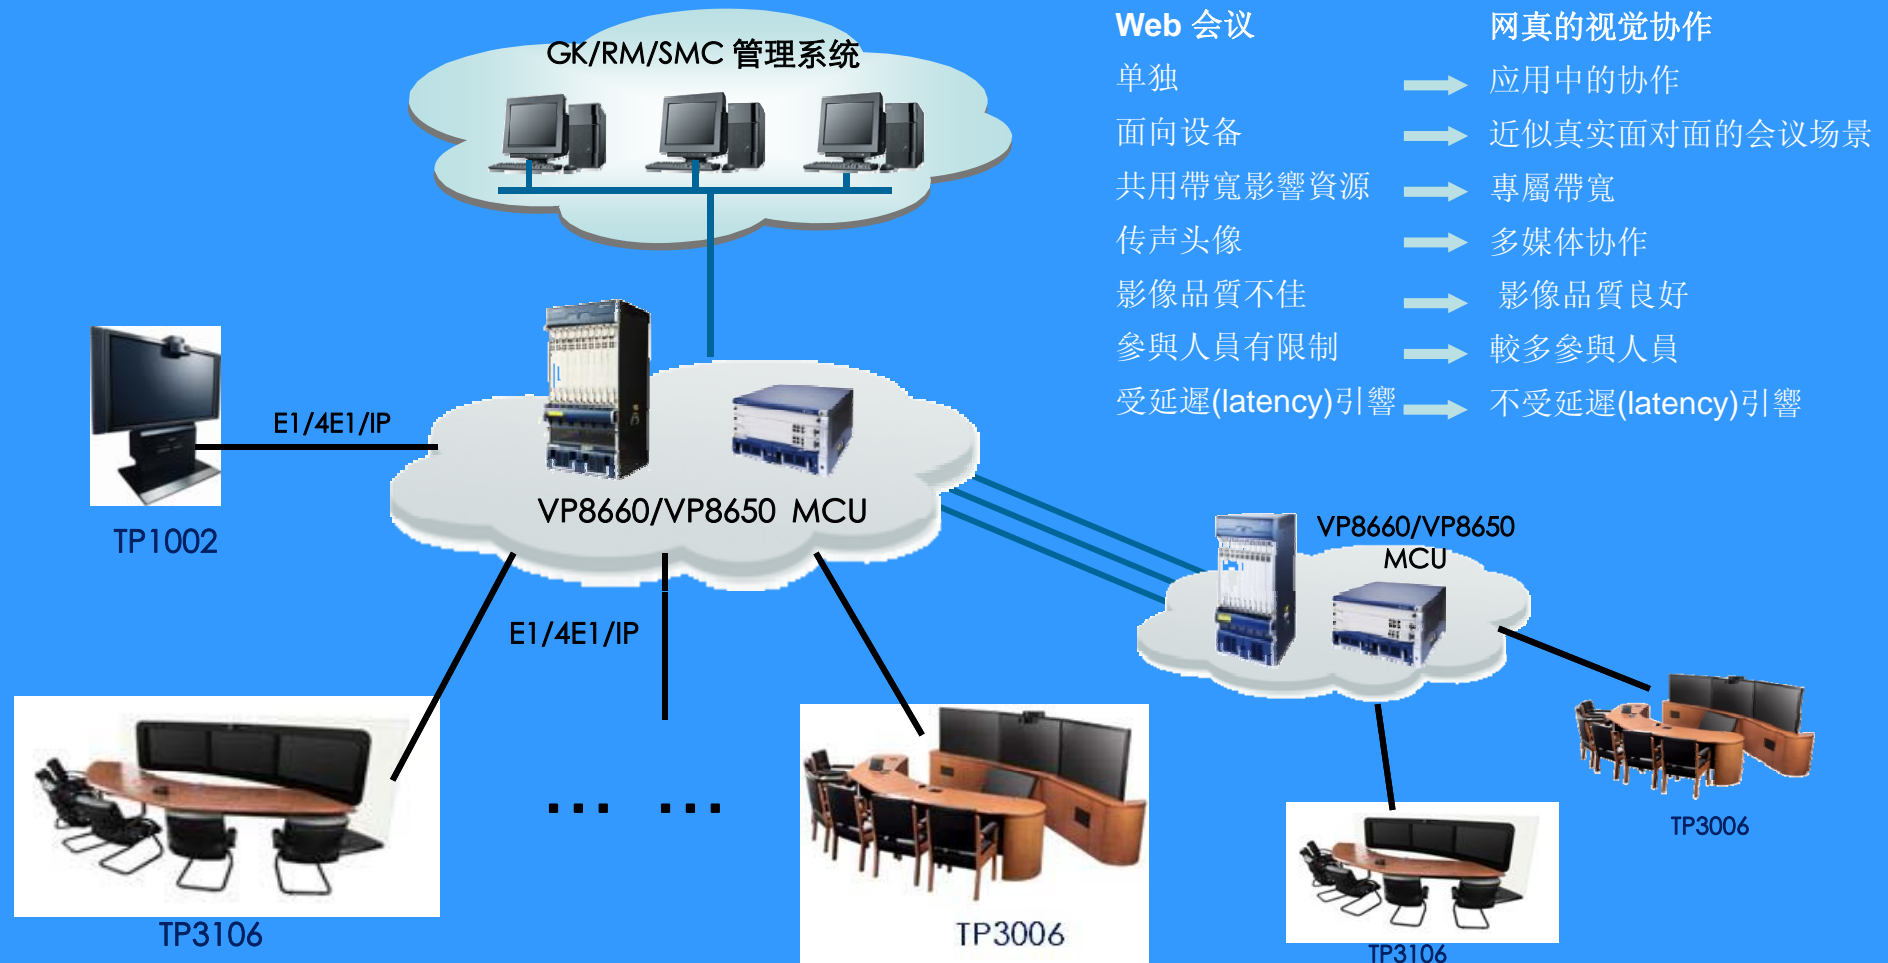 GK/RM/SMC 管理系统
Web 会议
网真的视觉协作
单独
应用中的协作
面向设备
近似真实面对面的会议场景
共用帶寬影響資源
專屬帶寬
传声头像
多媒体协作
影像品質不佳
影像品質良好
參與人員有限制
較多參與人員
受延遲(latency)引響
不受延遲(latency)引響
E1/4E1/IP
TP1002
VP8660/VP8650 MCU
VP8660/VP8650
MCU
E1/4E1/IP
... ...
TP3006
TP3106
TP3006
TP3106